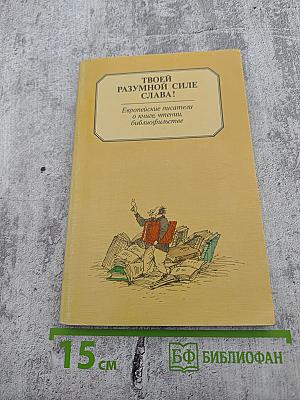 ТВОЕЙ
РАЗУМНОЙ СИЛЕ
СЛАВА!
Европейские писатели
о книге, чтении,
библиофильстве
15 см
БФ БИБЛИОФАН